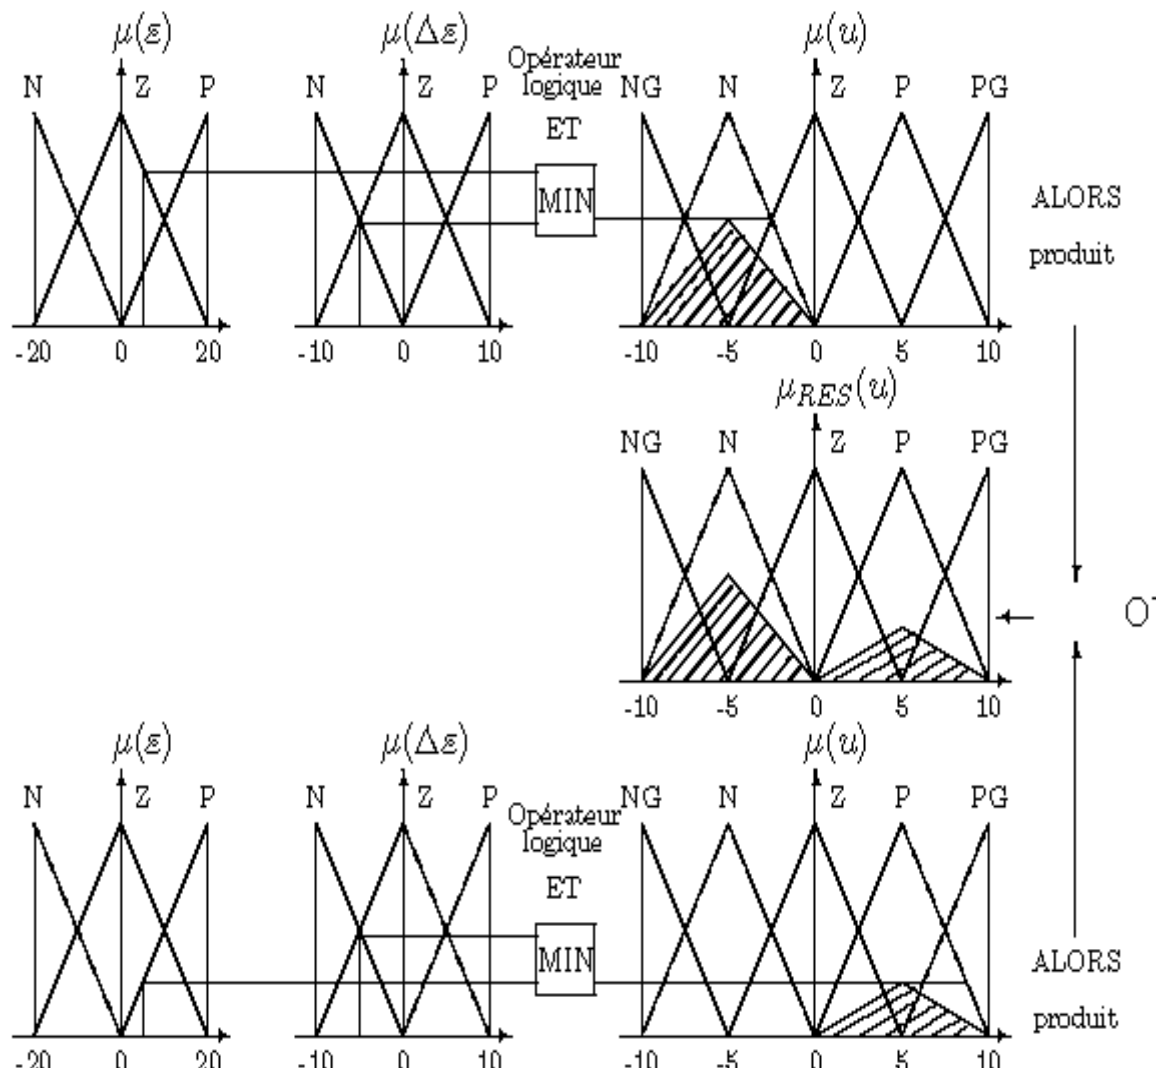 μ(ε) μ(Δε) Opérateur μ(u)
N Z P N Z P logique NG N Z P PG
ET
MIN ALORS
produit
-20 0 20 -10 0 10 -10 -5 0 5 10
μRES(u)
NG N Z P PG
-10 -5 0 5 10
μ(ε) μ(Δε) μ(u)
N Z P N Z P Opérateur NG N Z P PG
logique
ET
MIN ALORS
produit
-20 0 20 -10 0 10 -10 -5 0 5 10